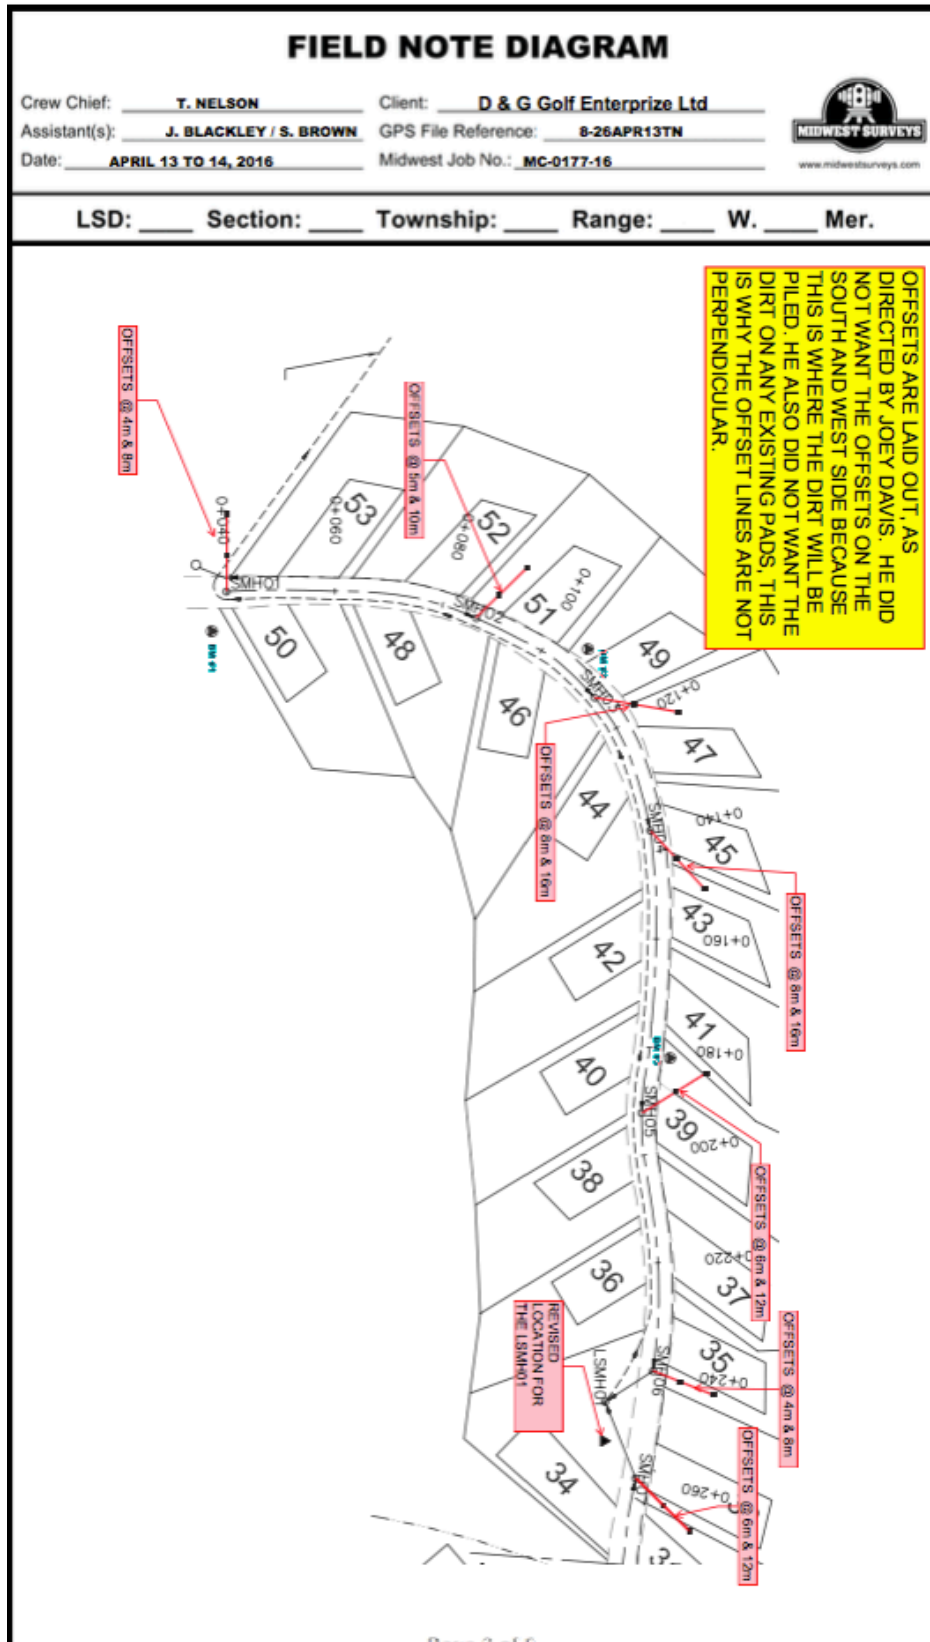 FIELD NOTE DIAGRAM
Crew Chief: T. NELSON
Client: D & G Golf Enterprize Ltd
Assistant(s): J. BLACKLEY / S. BROWN
GPS File Reference: 8-26APR13TN
Date: APRIL 13 TO 14, 2016
Midwest Job No.: MC-0177-16
MIDWEST SURVEYS
www.midwestsurveys.com
LSD: ____ Section: ____ Township: ____ Range: ____ W. ____ Mer.
OFFSETS ARE LAID OUT, AS
DIRECTED BY JOEY DAVIS. HE DID
NOT WANT THE OFFSETS ON THE
SOUTH AND WEST SIDE BECAUSE
THIS IS WHERE THE DIRT WILL BE
PILED. HE ALSO DID NOT WANT THE
DIRT ON ANY EXISTING PADS, THIS
IS WHY THE OFFSET LINES ARE NOT
PERPENDICULAR.
OFFSETS @ 4m & 8m
OFFSETS @ 5m & 10m
53
0+060
52
0+080
0+040
SMH01
51
0+100
SMH02
50
BM #1
48
46
49
0+120
47
OFFSETS @ 8m & 16m
44
SMH04
0+140
45
OFFSETS @ 8m & 16m
43
0+160
42
41
0+180
40
SMH05
39
0+200
38
OFFSETS @ 6m & 12m
0+220
37
36
REVISED
LOCATION FOR
THE LSMH01
LSMH01
SMH06
35
0+240
OFFSETS @ 4m & 8m
34
0+260
OFFSETS @ 6m & 12m